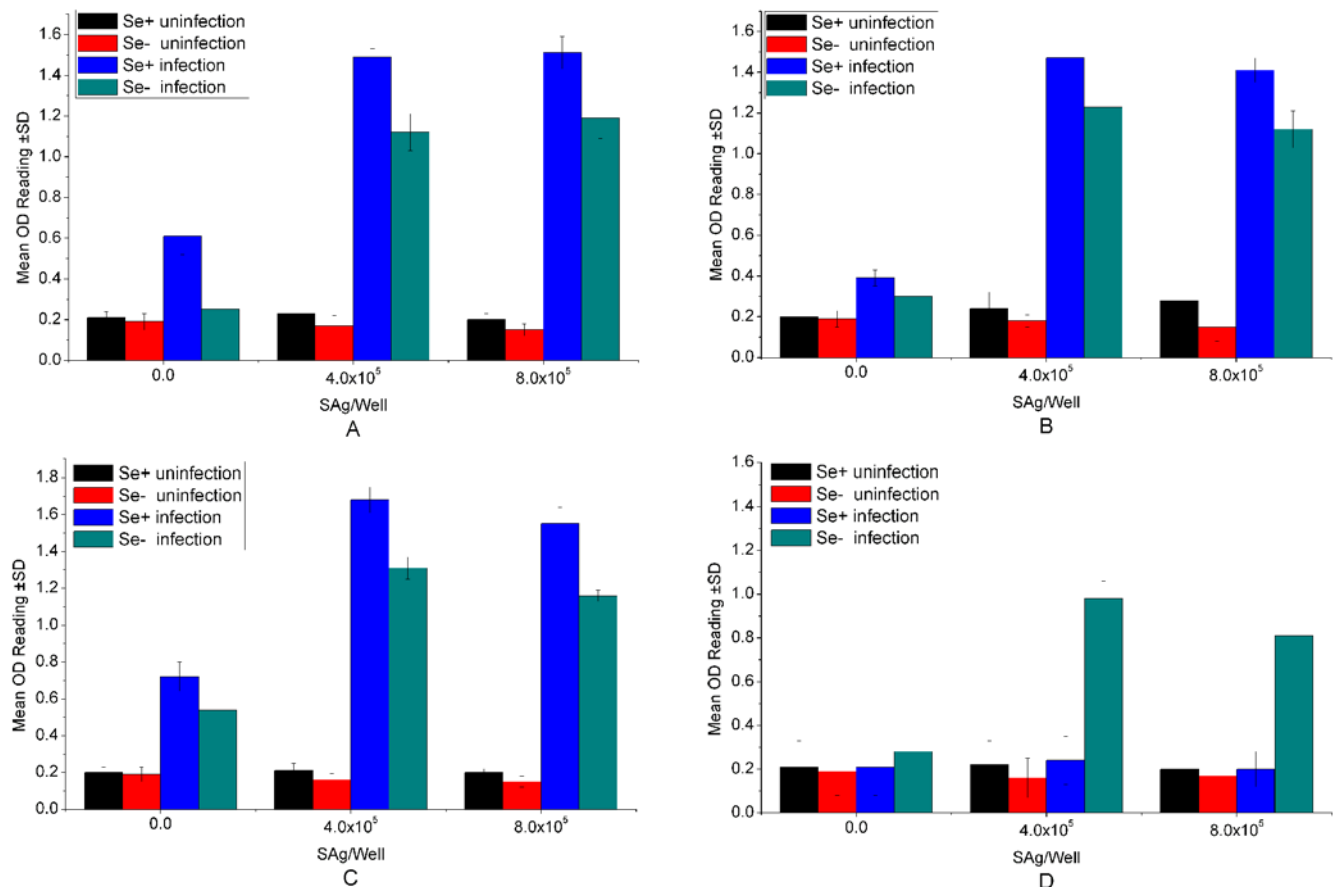 Se+ uninfection
Se- uninfection
Se+ infection
Se- infection
1.6
1.4
1.2
1.0
0.8
0.6
0.4
0.2
0.0
Mean OD Reading ±SD
0.0 4.0x10⁵ 8.0x10⁵
SAg/Well
A
Se+ uninfection
Se- uninfection
Se+ infection
Se- infection
1.6
1.4
1.2
1.0
0.8
0.6
0.4
0.2
0.0
Mean OD Reading ±SD
0.0 4.0x10⁵ 8.0x10⁵
SAg/Well
B
Se+ uninfection
Se- uninfection
Se+ infection
Se- infection
1.8
1.6
1.4
1.2
1.0
0.8
0.6
0.4
0.2
0.0
Mean OD Reading ±SD
0.0 4.0x10⁵ 8.0x10⁵
SAg/Well
C
Se+ uninfection
Se- uninfection
Se+ infection
Se- infection
1.6
1.4
1.2
1.0
0.8
0.6
0.4
0.2
0.0
Mean OD Reading ±SD
0.0 4.0x10⁵ 8.0x10⁵
SAg/Well
D